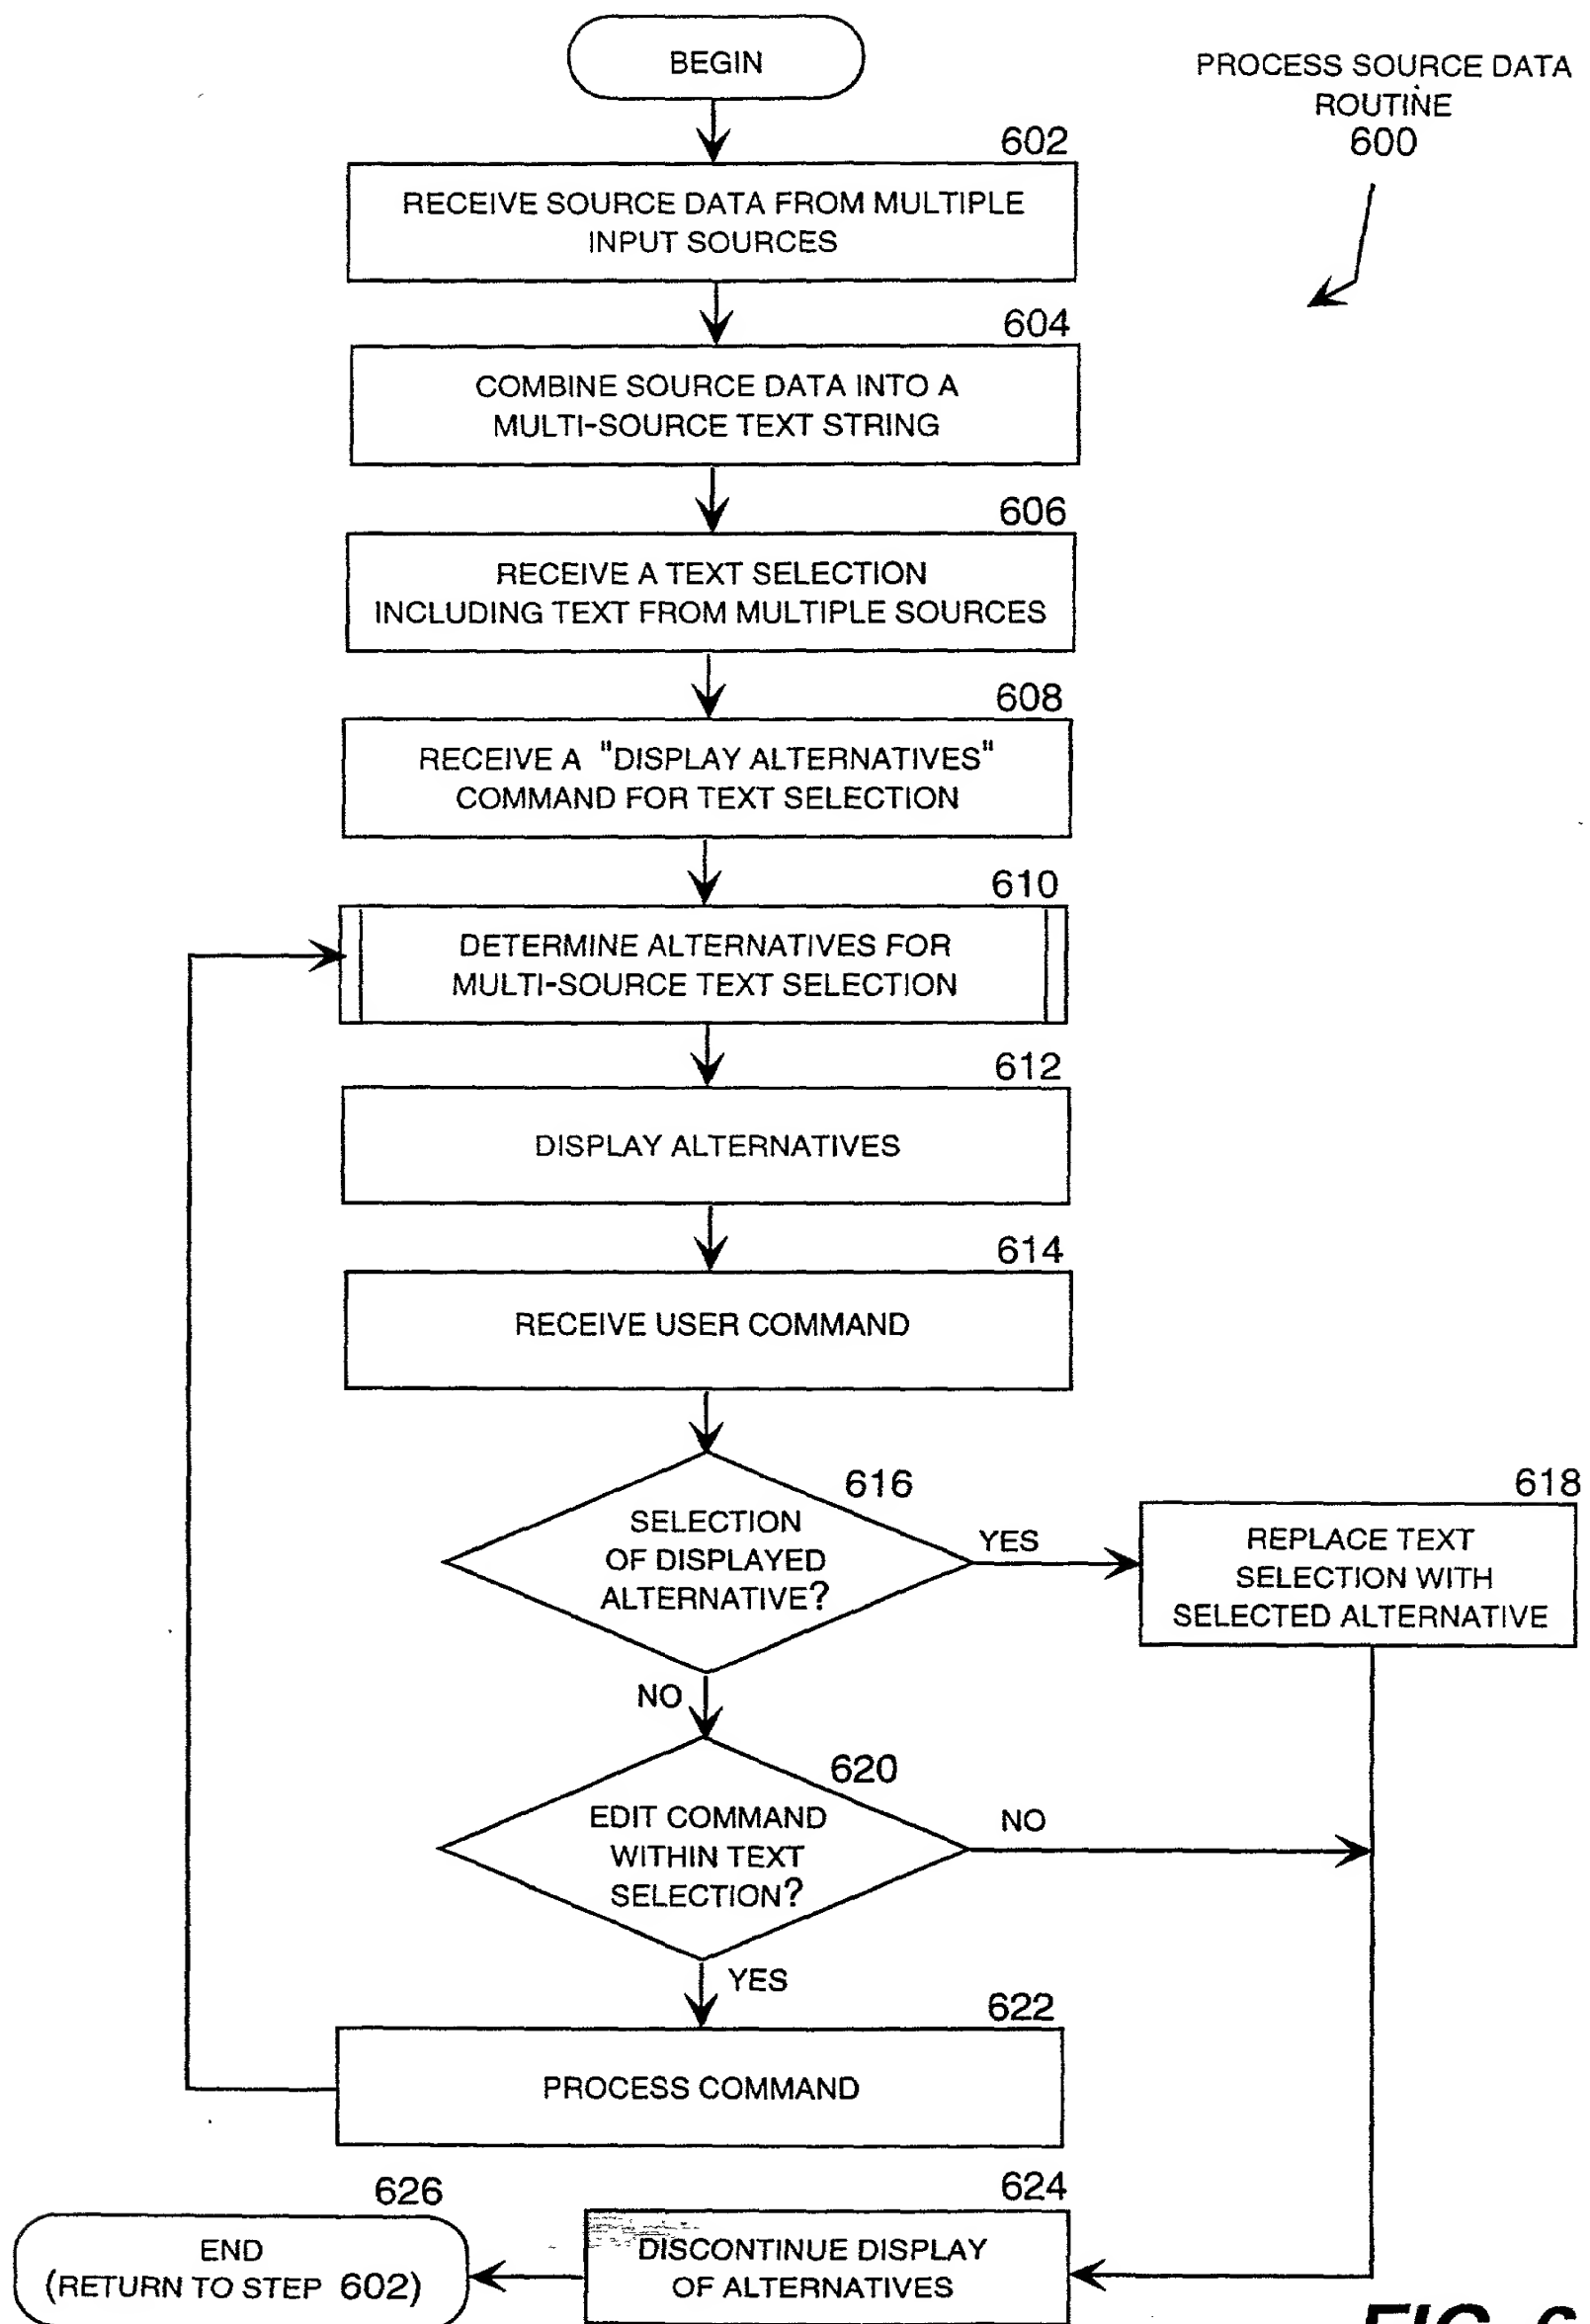 BEGIN
PROCESS SOURCE DATA
ROUTINE
600
602
RECEIVE SOURCE DATA FROM MULTIPLE
INPUT SOURCES
604
COMBINE SOURCE DATA INTO A
MULTI-SOURCE TEXT STRING
606
RECEIVE A TEXT SELECTION
INCLUDING TEXT FROM MULTIPLE SOURCES
608
RECEIVE A "DISPLAY ALTERNATIVES"
COMMAND FOR TEXT SELECTION
610
DETERMINE ALTERNATIVES FOR
MULTI-SOURCE TEXT SELECTION
612
DISPLAY ALTERNATIVES
614
RECEIVE USER COMMAND
616
SELECTION
OF DISPLAYED
ALTERNATIVE?
YES
618
REPLACE TEXT
SELECTION WITH
SELECTED ALTERNATIVE
NO
620
EDIT COMMAND
WITHIN TEXT
SELECTION?
NO
YES
622
PROCESS COMMAND
624
DISCONTINUE DISPLAY
OF ALTERNATIVES
626
END
(RETURN TO STEP 602)
FIG. 6